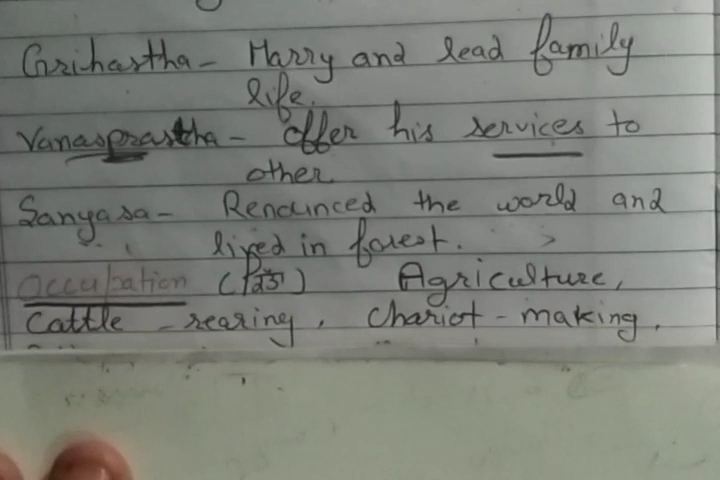 Grihastha - Marry and lead family
life.
Vanasprastha - offer his services to
other
Sanyasa - Renounced the world and
lived in forest.
Occupation Agriculture,
Cattle - rearing, Chariot - making,